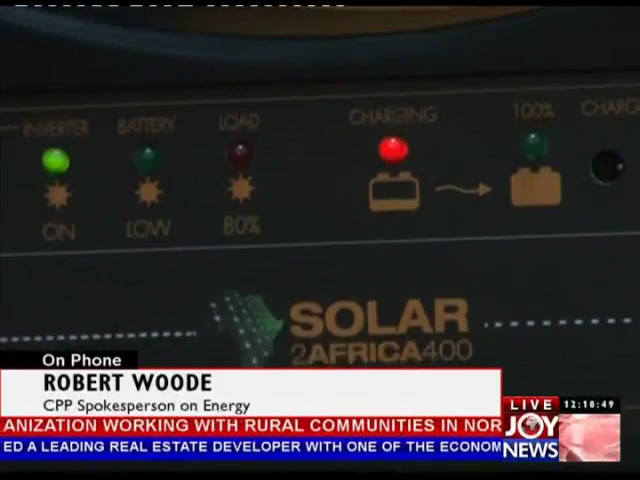 INVERTER BATTERY LOAD CHARGING 100%
ON LOW 80%
SOLAR
2AFRICA400
On Phone
ROBERT WOODE
CPP Spokesperson on Energy
LIVE 12:10:49
ANIZATION WORKING WITH RURAL COMMUNITIES IN NOR
JOY
NEWS
ED A LEADING REAL ESTATE DEVELOPER WITH ONE OF THE ECONOM